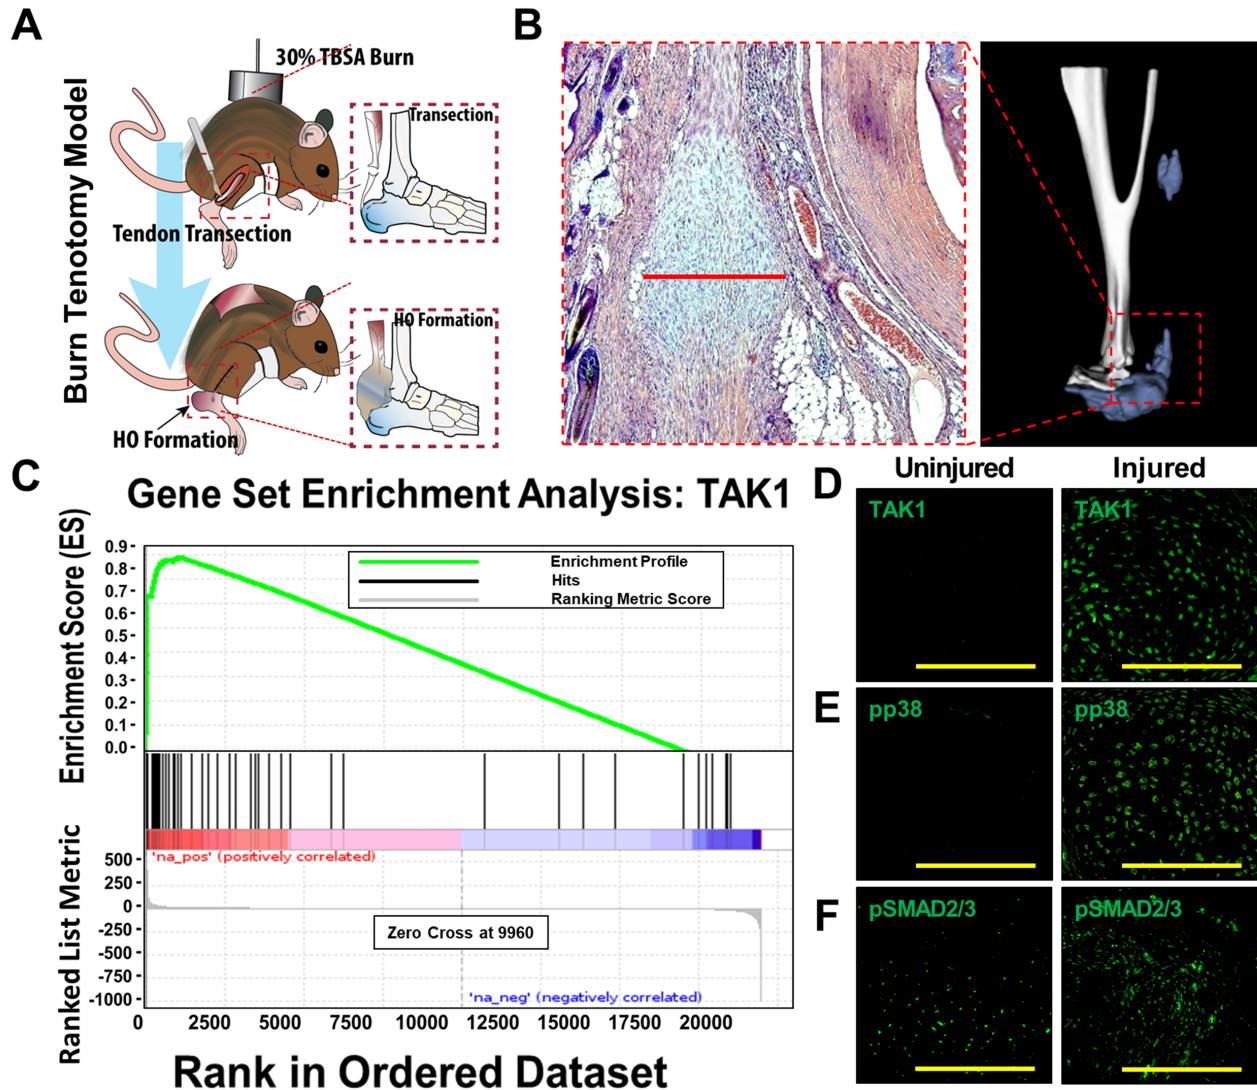 A
Burn Tenotomy Model
30% TBSA Burn
Transection
Tendon Transection
HO Formation
HO Formation
B
C
Gene Set Enrichment Analysis: TAK1
Enrichment Score (ES)
0.9
0.8
0.7
0.6
0.5
0.4
0.3
0.2
0.1
0.0
Enrichment Profile
Hits
Ranking Metric Score
Ranked List Metric
500
250
0
-250
-500
-750
-1000
'na_pos' (positively correlated)
Zero Cross at 9960
'na_neg' (negatively correlated)
0 2500 5000 7500 10000 12500 15000 17500 20000
Rank in Ordered Dataset
Uninjured Injured
D
TAK1 TAK1
E
pp38 pp38
F
pSMAD2/3 pSMAD2/3